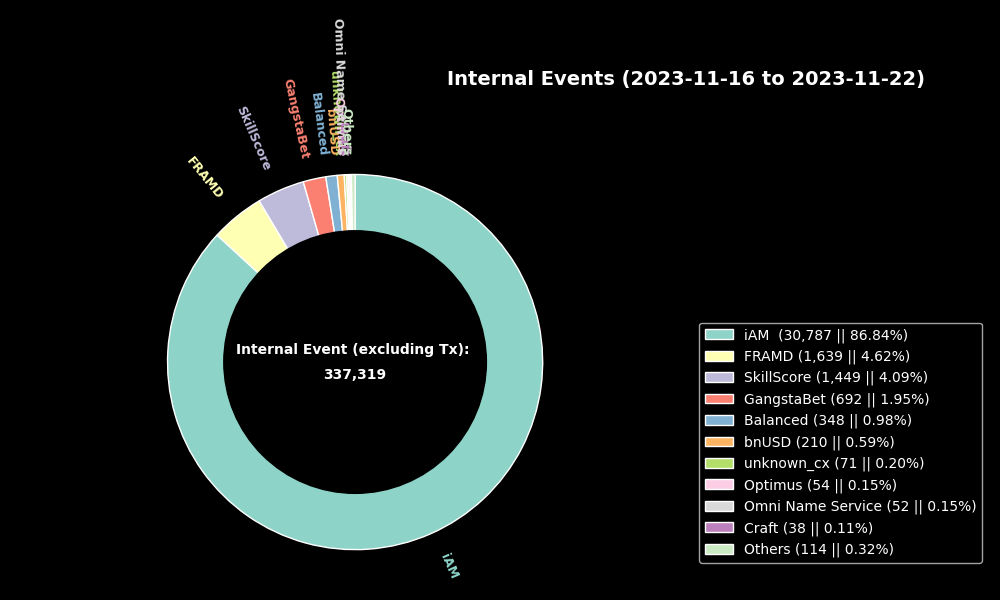 Internal Events (2023-11-16 to 2023-11-22)
Omni Name Service
GangstaBet
Balanced
bnUSD
Others
SkillScore
FRAMD
Internal Event (excluding Tx):
337,319
iAM
iAM  (30,787 || 86.84%)
FRAMD (1,639 || 4.62%)
SkillScore (1,449 || 4.09%)
GangstaBet (692 || 1.95%)
Balanced (348 || 0.98%)
bnUSD (210 || 0.59%)
unknown_cx (71 || 0.20%)
Optimus (54 || 0.15%)
Omni Name Service (52 || 0.15%)
Craft (38 || 0.11%)
Others (114 || 0.32%)